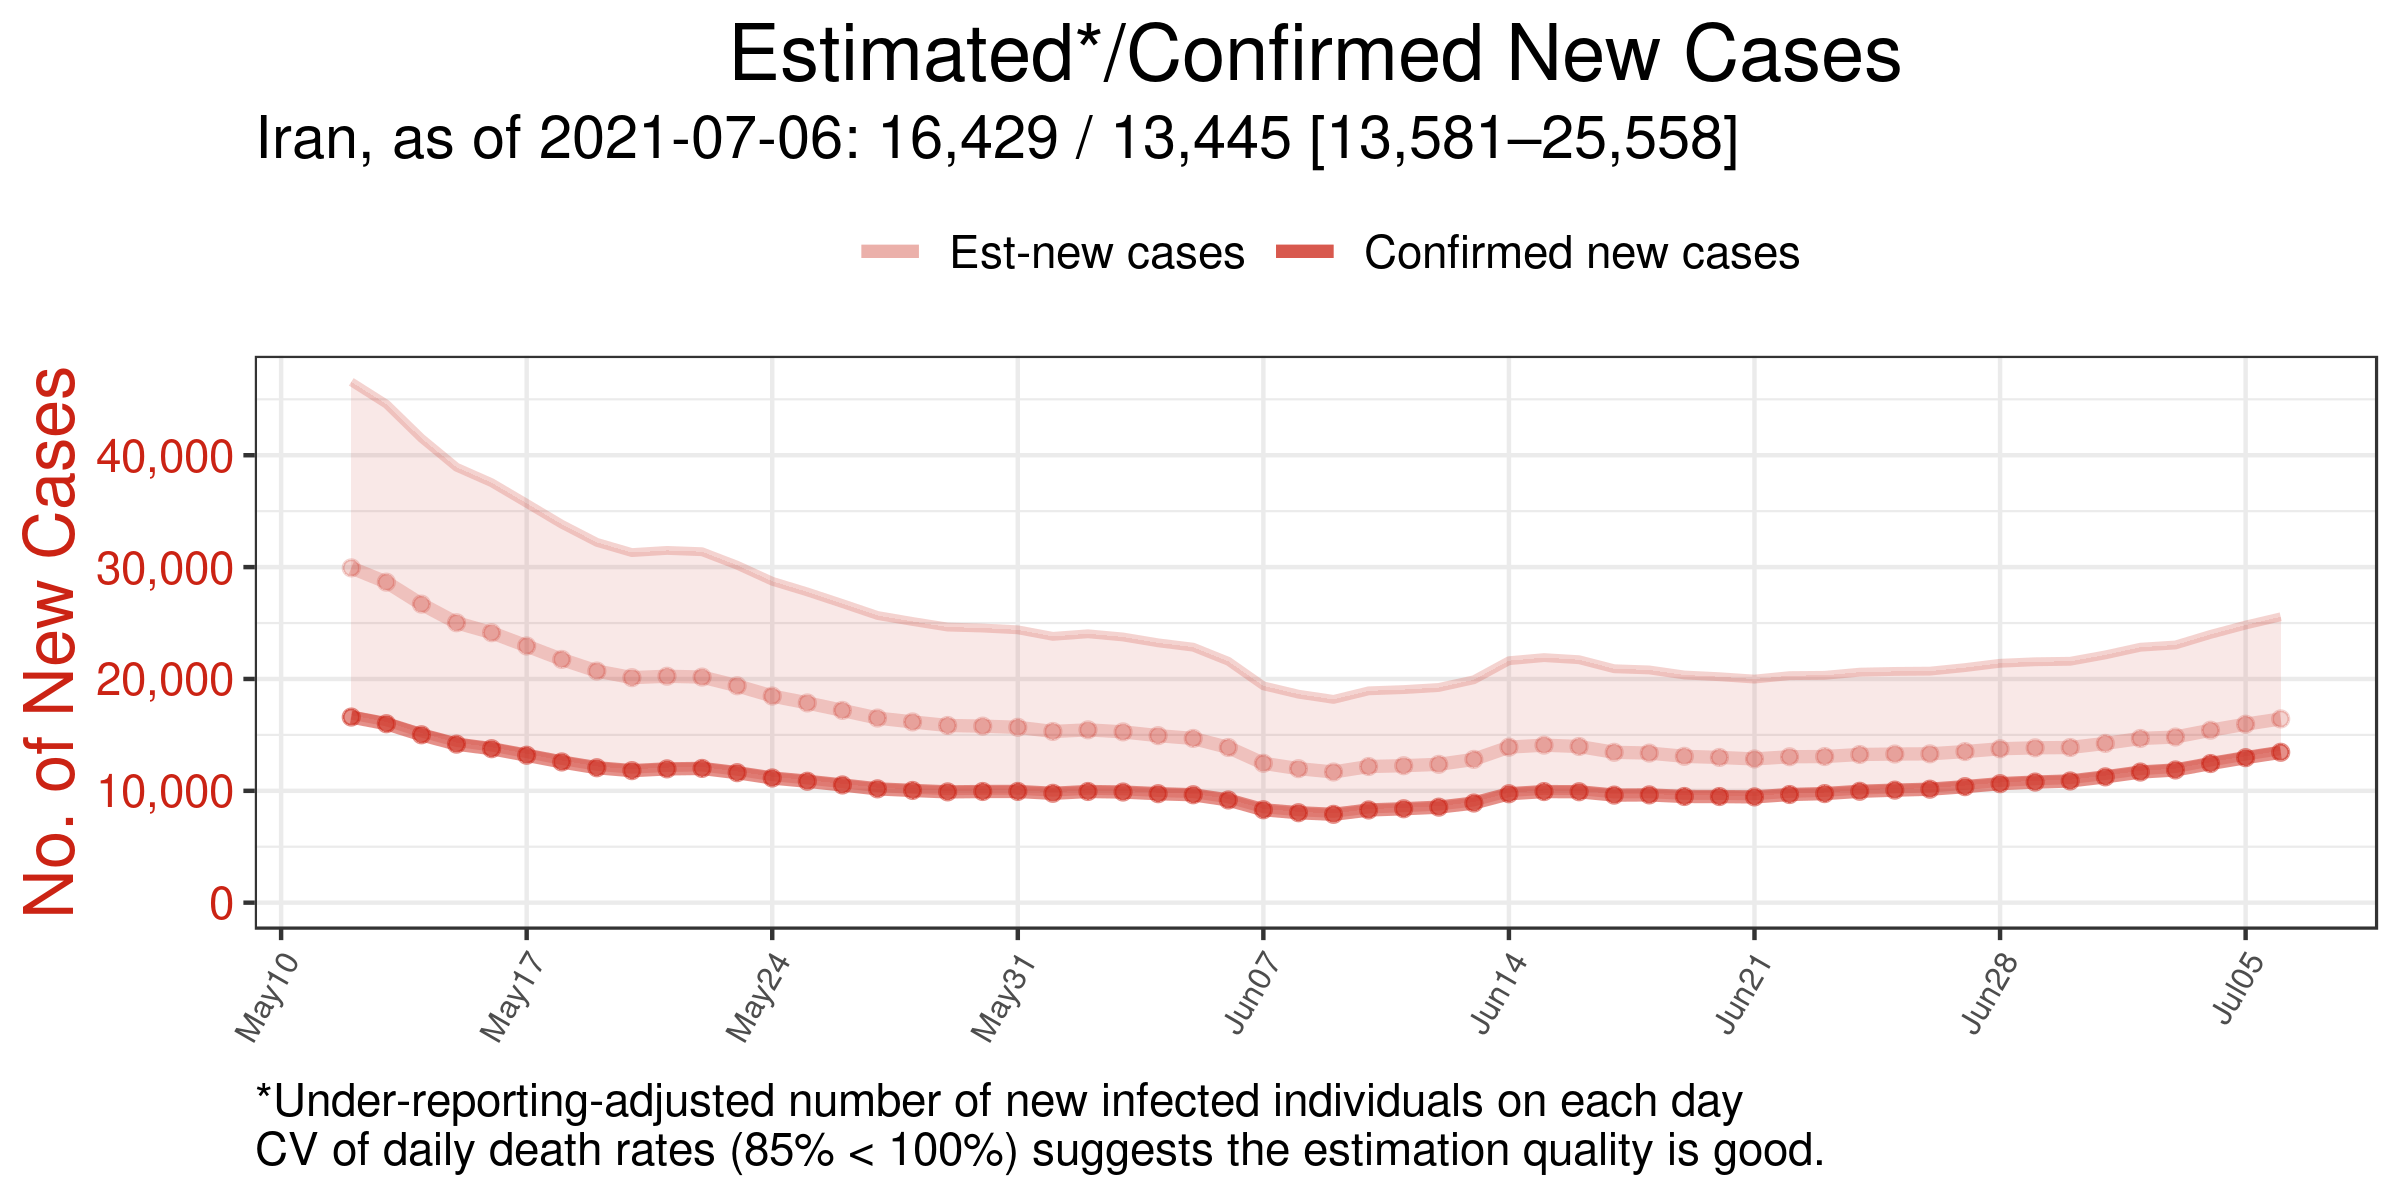 Estimated*/Confirmed New Cases
Iran, as of 2021-07-06: 16,429 / 13,445 [13,581–25,558]
Est-new cases Confirmed new cases
No. of New Cases
40,000
30,000
20,000
10,000
0
May10 May17 May24 May31 Jun07 Jun14 Jun21 Jun28 Jul05
*Under-reporting-adjusted number of new infected individuals on each day
CV of daily death rates (85% < 100%) suggests the estimation quality is good.